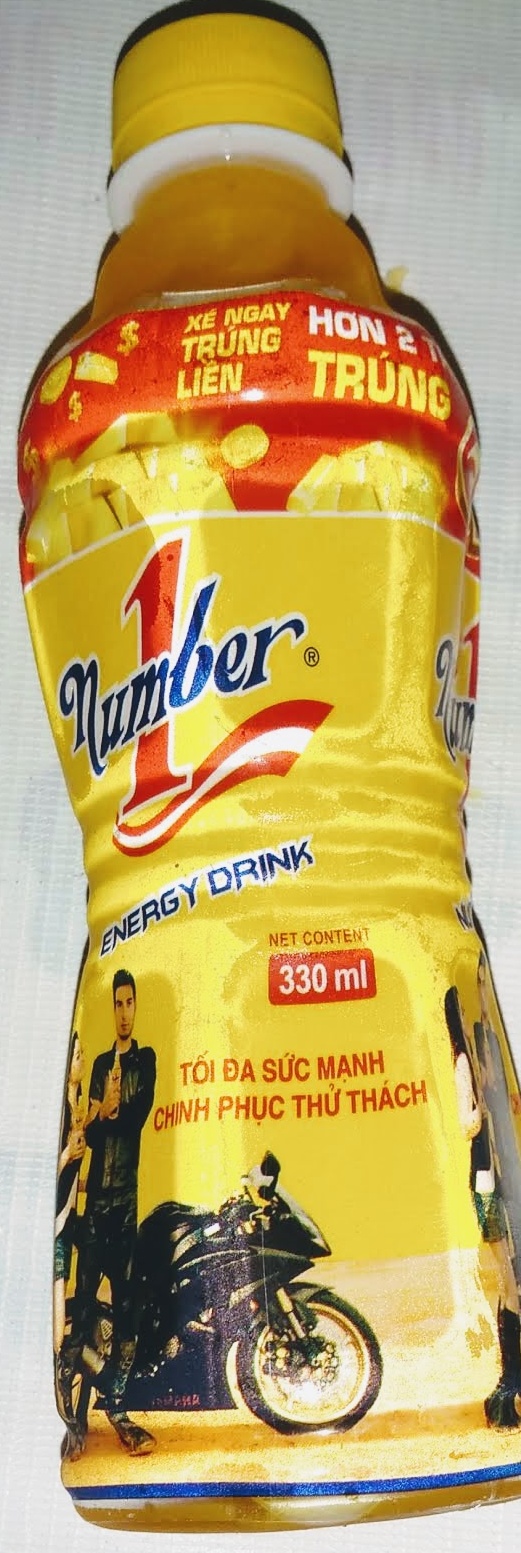 XÉ NGAY
TRÚNG
LIỀN
HƠN 2
TRÚNG
Number 1
®
ENERGY DRINK
NET CONTENT
330 ml
TỐI ĐA SỨC MẠNH
CHINH PHỤC THỬ THÁCH